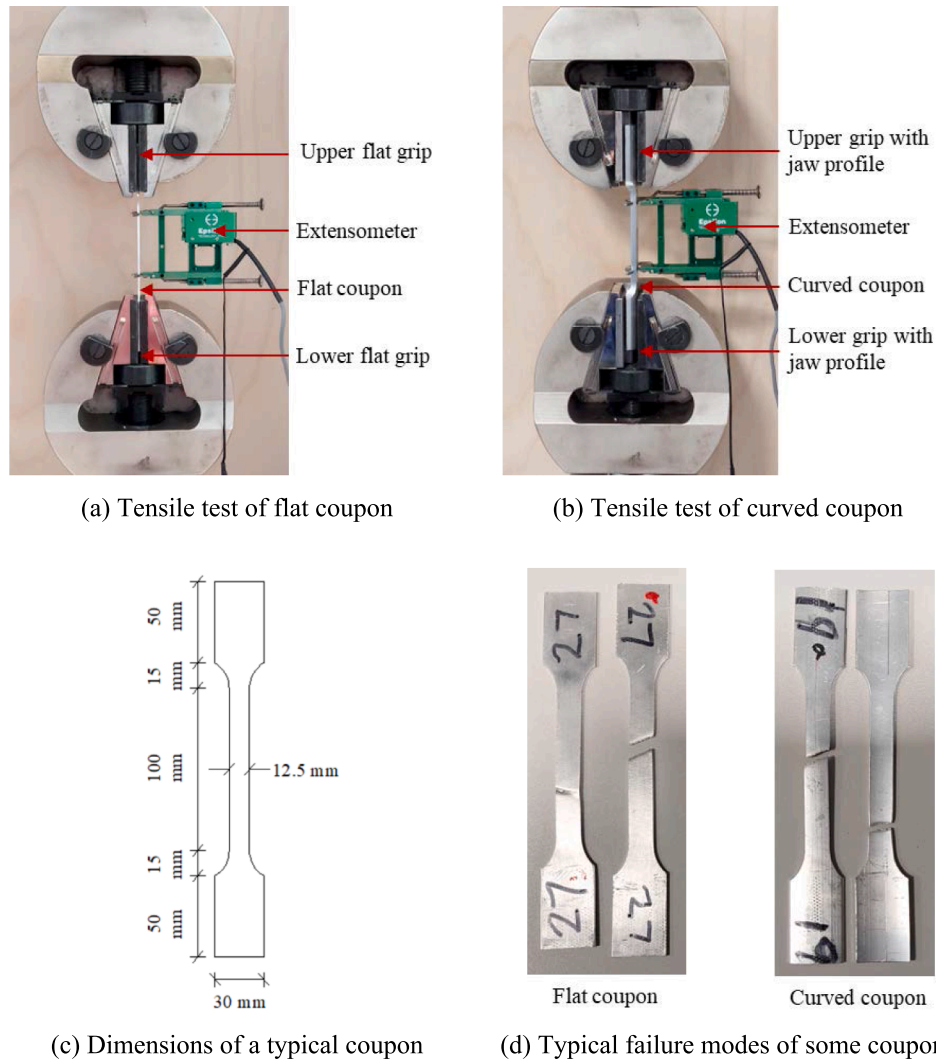 Upper flat grip
Extensometer
Flat coupon
Lower flat grip
Upper grip with
jaw profile
Extensometer
Curved coupon
Lower grip with
jaw profile
(a) Tensile test of flat coupon
(b) Tensile test of curved coupon
50
mm
15
mm
100
mm
12.5 mm
15
mm
50
mm
30 mm
27
27
27
27
19
a
19
Flat coupon
Curved coupon
(c) Dimensions of a typical coupon
(d) Typical failure modes of some coupon